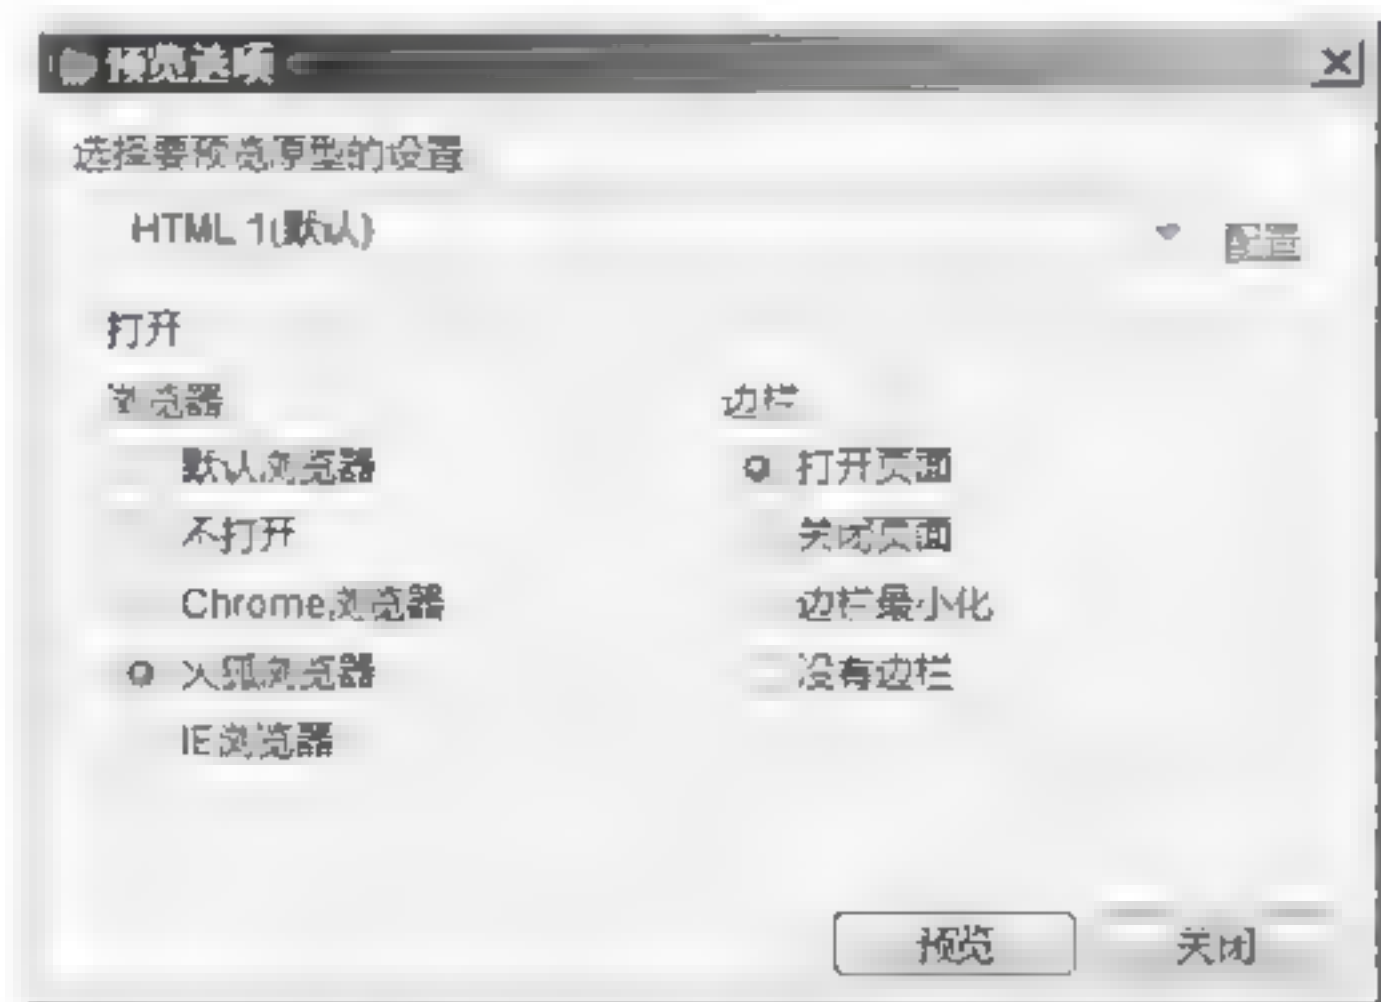 预览选项
选择要预览原型的设置
HTML 1(默认)
配置
打开
浏览器
默认浏览器
不打开
Chrome浏览器
火狐浏览器
IE浏览器
边栏
打开页面
关闭页面
边栏最小化
没有边栏
预览
关闭